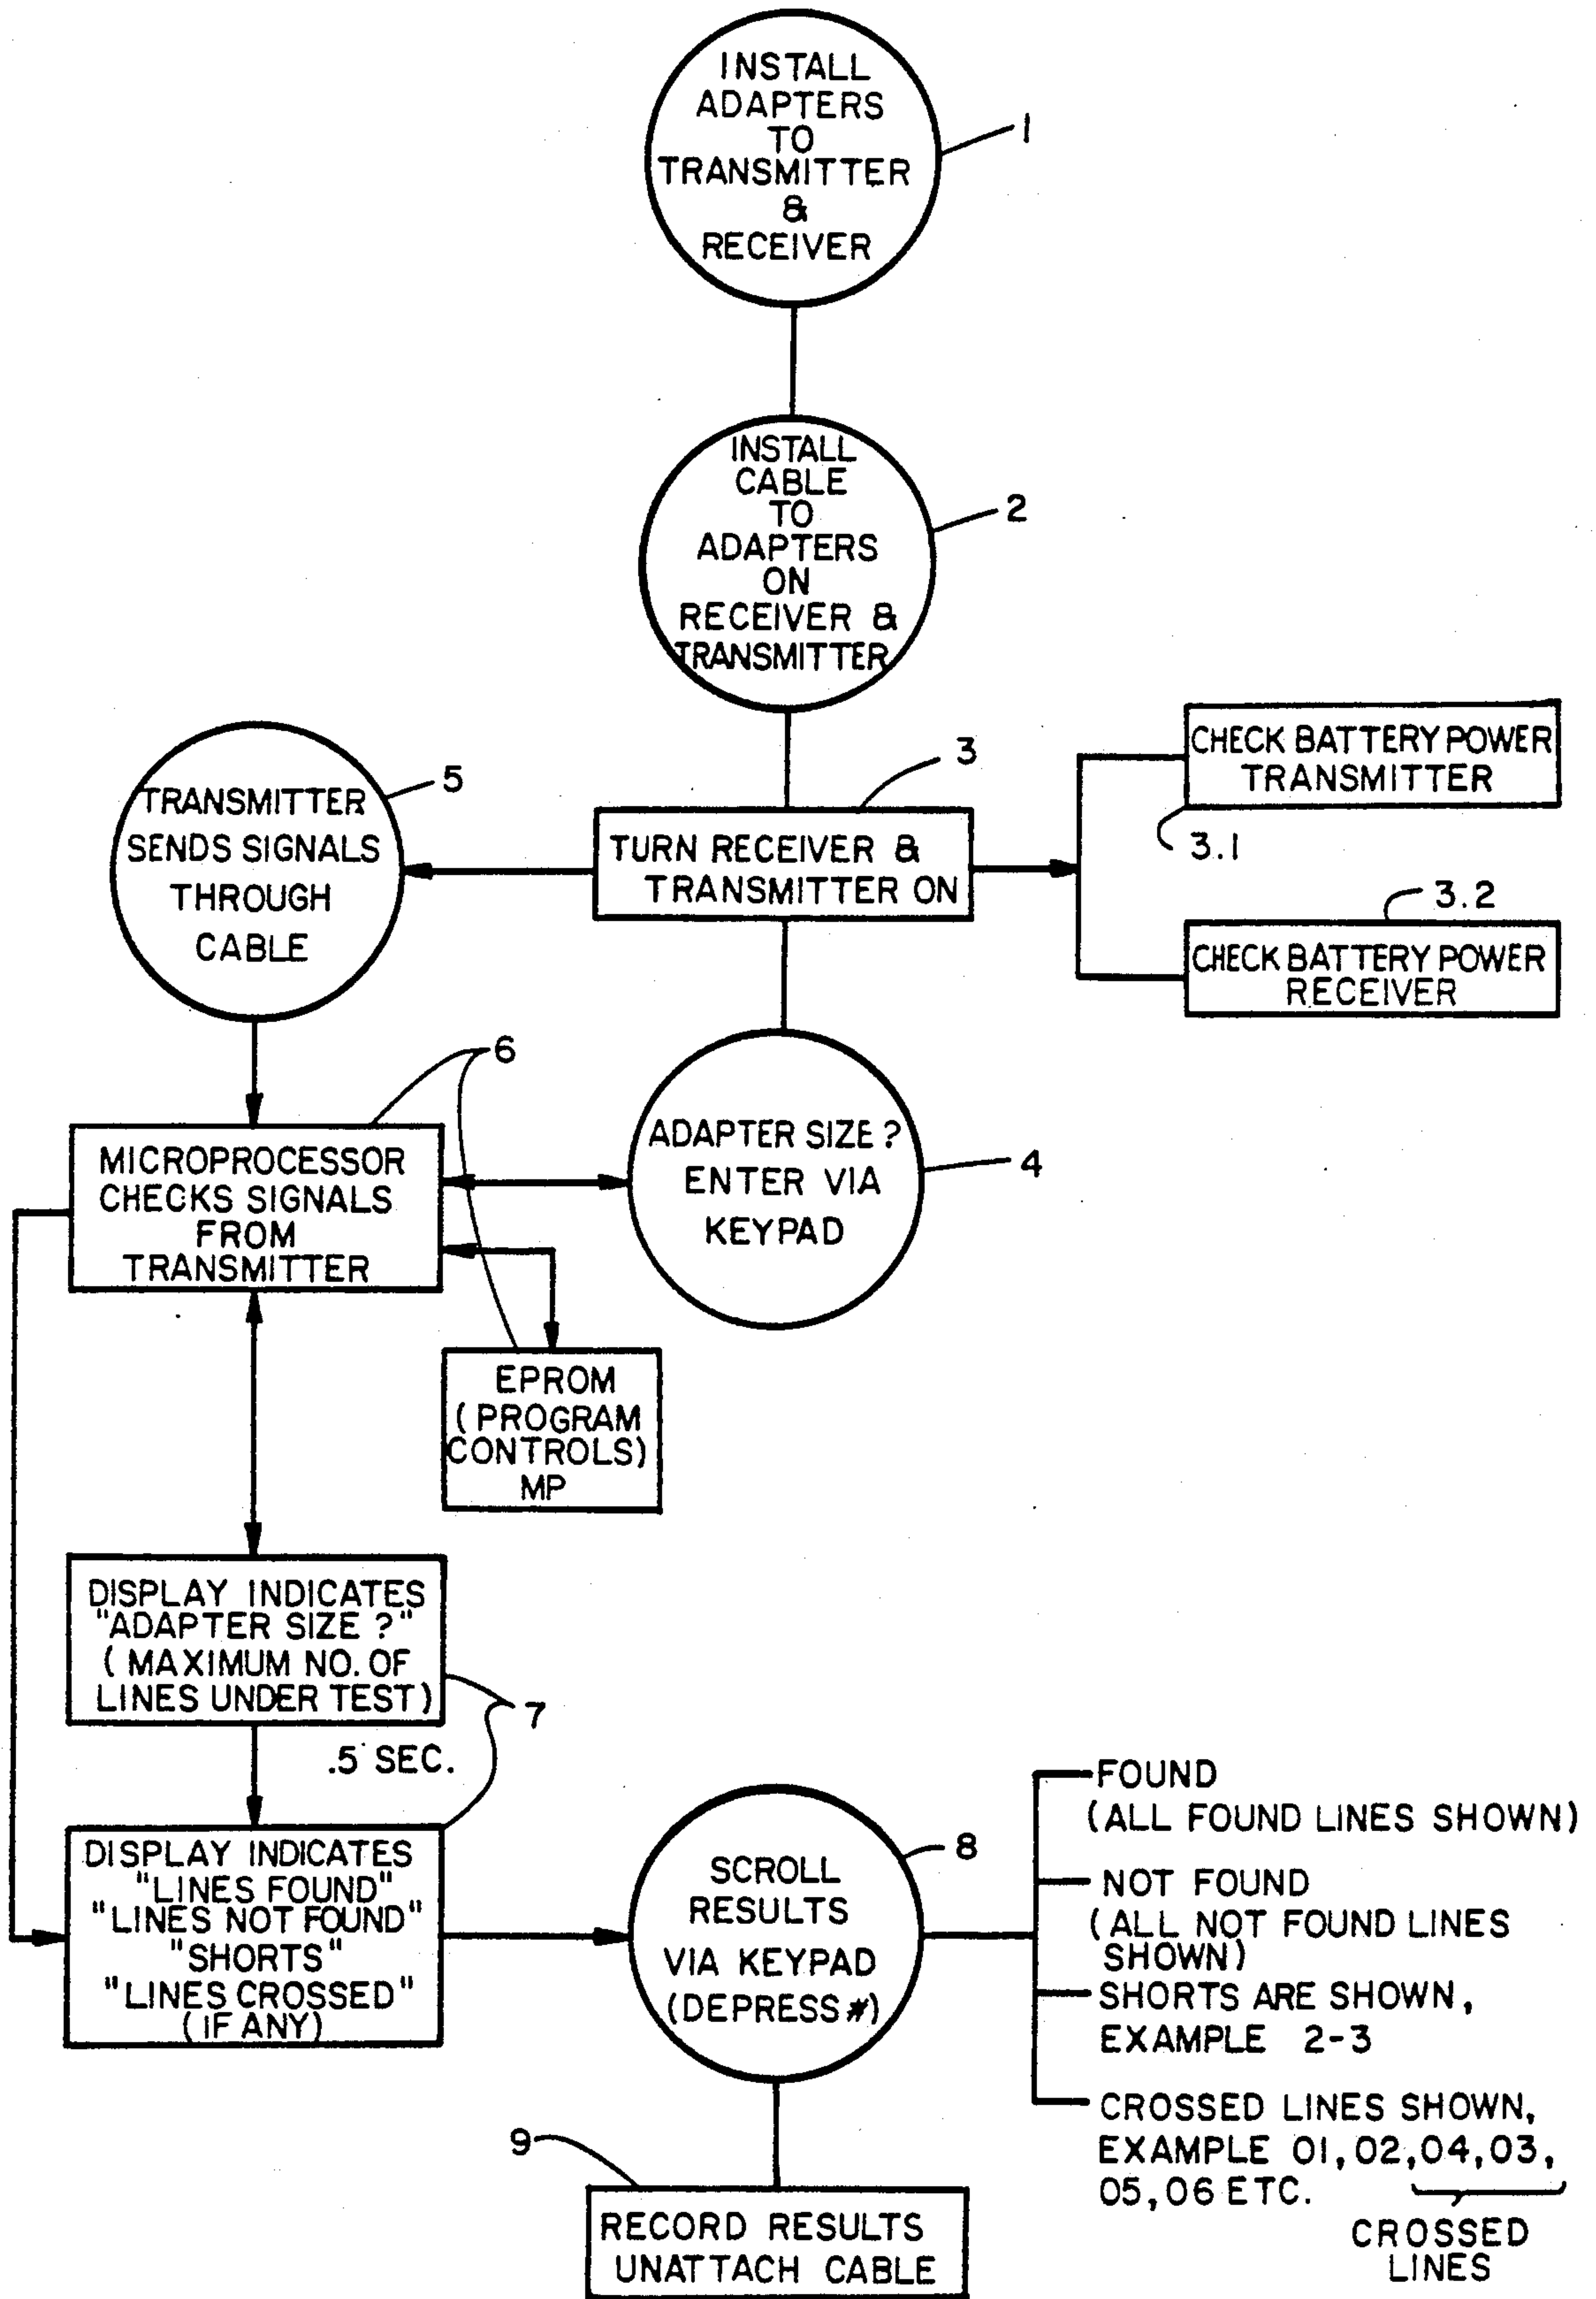 INSTALL
ADAPTERS
TO
TRANSMITTER
&
RECEIVER
1
INSTALL
CABLE
TO
ADAPTERS
ON
RECEIVER &
TRANSMITTER
2
3
TURN RECEIVER &
TRANSMITTER ON
CHECK BATTERY POWER
TRANSMITTER
3.1
3.2
CHECK BATTERY POWER
RECEIVER
5
TRANSMITTER
SENDS SIGNALS
THROUGH
CABLE
6
MICROPROCESSOR
CHECKS SIGNALS
FROM
TRANSMITTER
ADAPTER SIZE ?
ENTER VIA
KEYPAD
4
EPROM
(PROGRAM
CONTROLS)
MP
DISPLAY INDICATES
"ADAPTER SIZE ?"
(MAXIMUM NO. OF
LINES UNDER TEST)
7
.5 SEC.
DISPLAY INDICATES
"LINES FOUND"
"LINES NOT FOUND"
"SHORTS"
"LINES CROSSED"
(IF ANY)
8
SCROLL
RESULTS
VIA KEYPAD
(DEPRESS #)
FOUND
(ALL FOUND LINES SHOWN)
NOT FOUND
(ALL NOT FOUND LINES
SHOWN)
SHORTS ARE SHOWN,
EXAMPLE 2-3
CROSSED LINES SHOWN,
EXAMPLE 01,02,04,03,
05,06 ETC.
CROSSED
LINES
9
RECORD RESULTS
UNATTACH CABLE